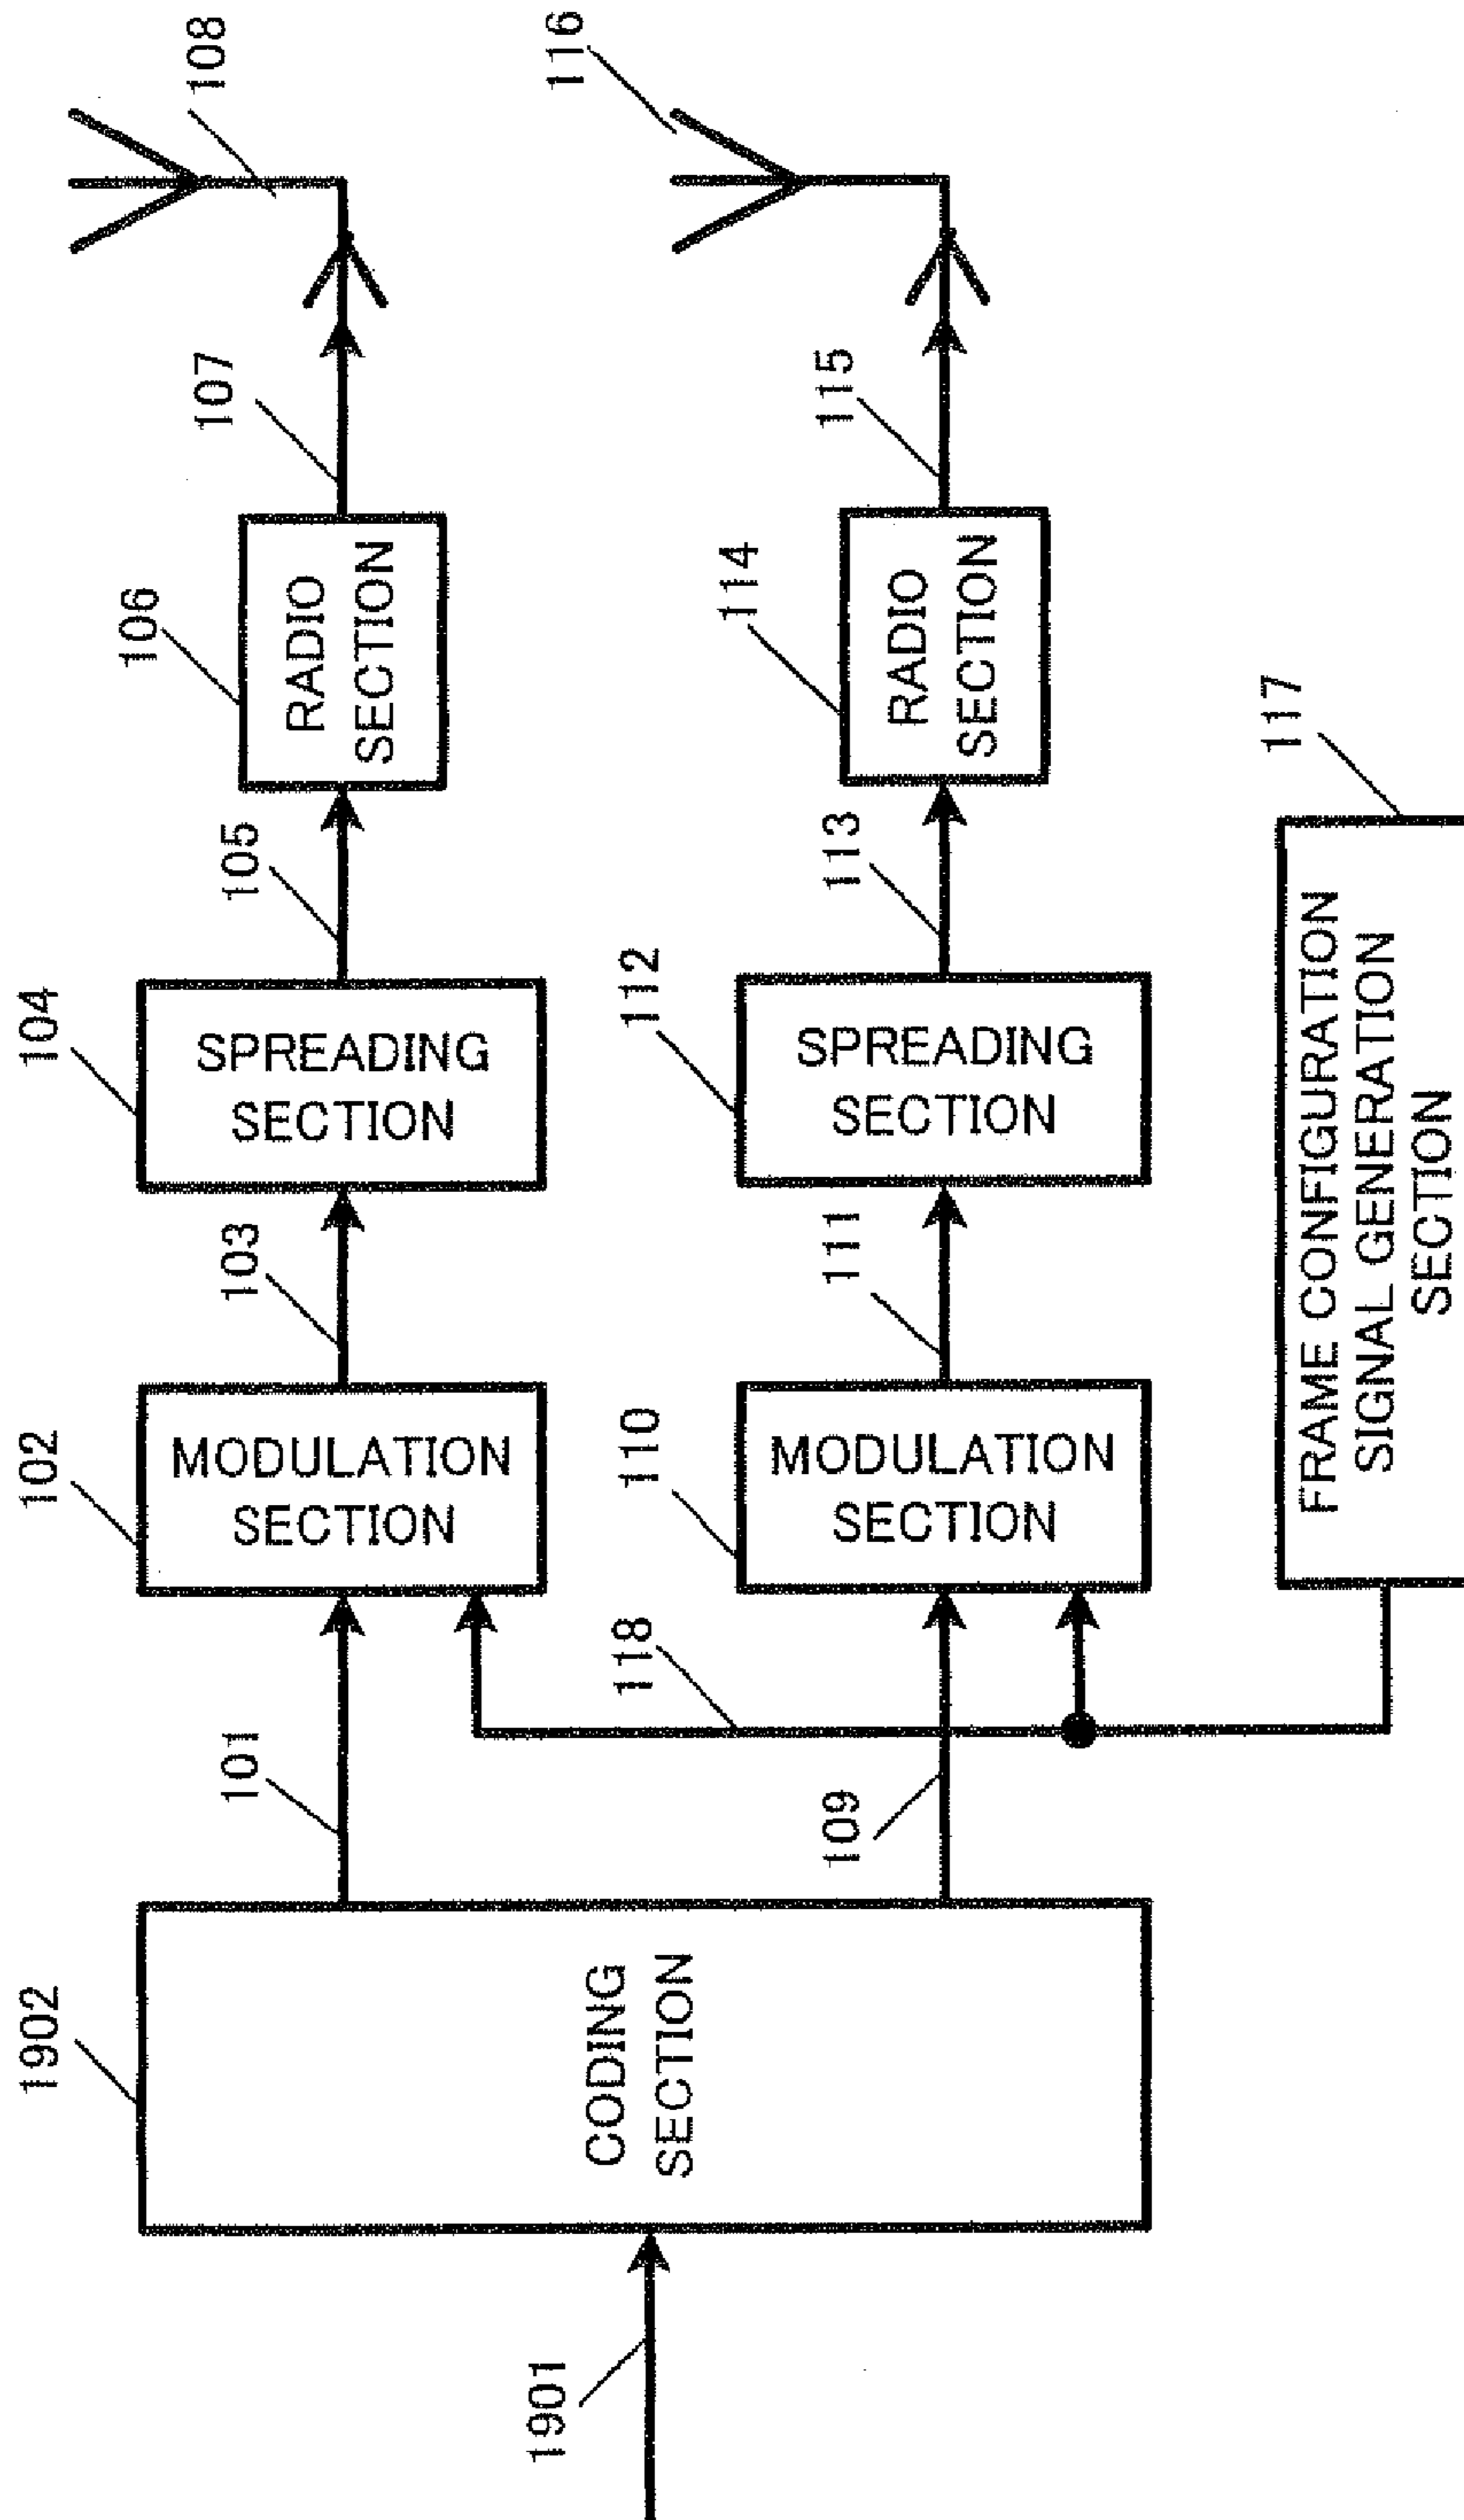 1901
1902
CODING
SECTION
101
102
MODULATION
SECTION
103
104
SPREADING
SECTION
105
106
RADIO
SECTION
107
108
118
109
110
MODULATION
SECTION
111
112
SPREADING
SECTION
113
114
RADIO
SECTION
115
116
FRAME CONFIGURATION
SIGNAL GENERATION
SECTION
117